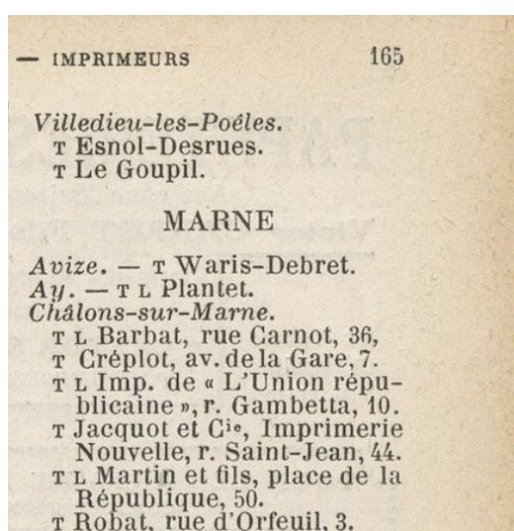 — IMPRIMEURS 165
Villedieu-les-Poêles.
T Esnol-Desrues.
T Le Goupil.
MARNE
Avize. — T Waris-Debret.
Ay. — T L Plantet.
Châlons-sur-Marne.
T L Barbat, rue Carnot, 36,
T Créplot, av. de la Gare, 7.
T L Imp. de « L'Union répu-
blicaine », r. Gambetta, 10.
T Jacquot et Cie, Imprimerie
Nouvelle, r. Saint-Jean, 44.
T L Martin et fils, place de la
République, 50.
T Robat, rue d'Orfeuil, 3.